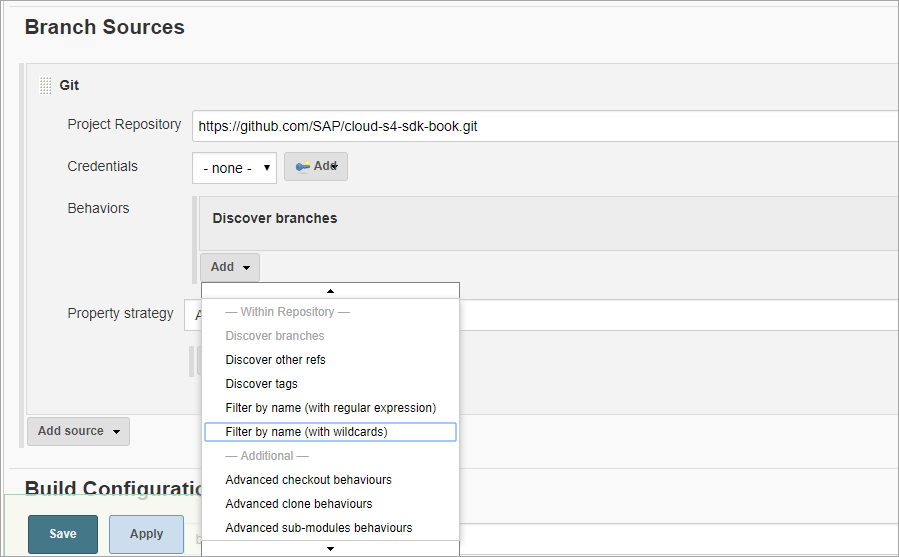 Branch Sources
Git
Project Repository
https://github.com/SAP/cloud-s4-sdk-book.git
Credentials
- none -
Add
Behaviors
Discover branches
Add
Property strategy
— Within Repository —
Discover branches
Discover other refs
Discover tags
Filter by name (with regular expression)
Filter by name (with wildcards)
— Additional —
Advanced checkout behaviours
Advanced clone behaviours
Advanced sub-modules behaviours
Add source
Build Configuratio
Save
Apply